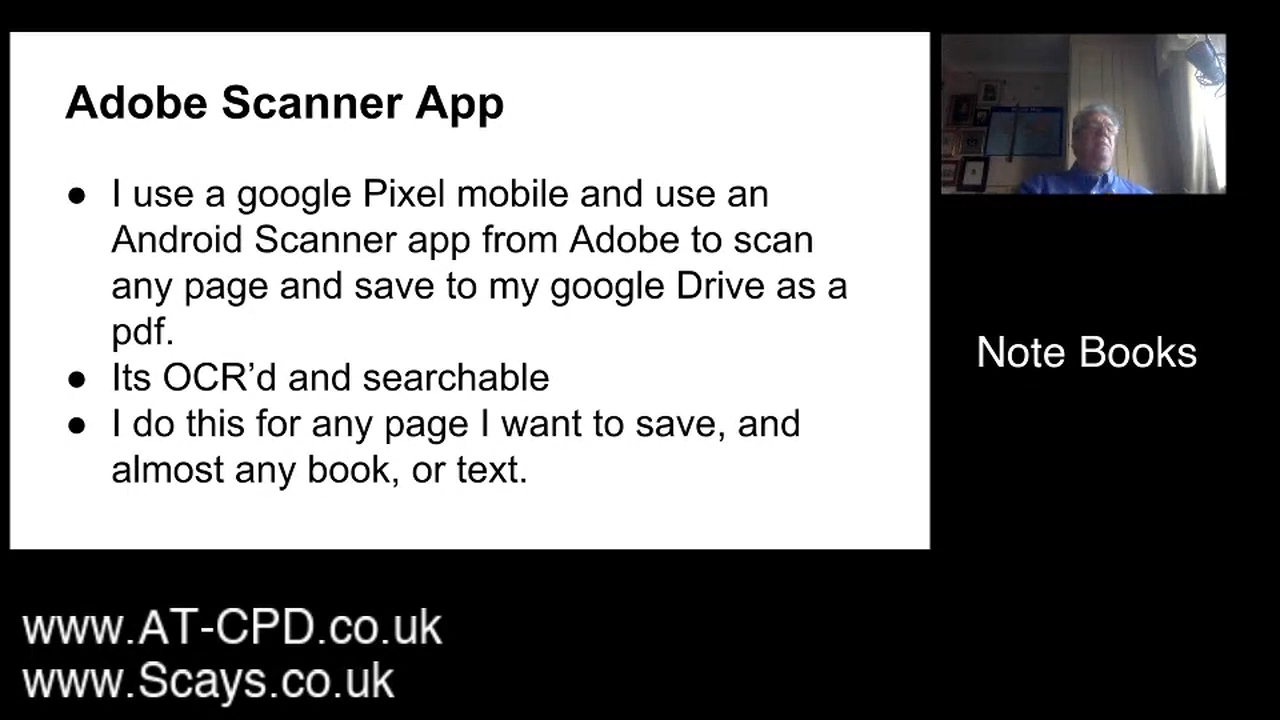 Adobe Scanner App
● I use a google Pixel mobile and use an
Android Scanner app from Adobe to scan
any page and save to my google Drive as a
pdf.
● Its OCR’d and searchable
● I do this for any page I want to save, and
almost any book, or text.
Note Books
www.AT-CPD.co.uk
www.Scays.co.uk